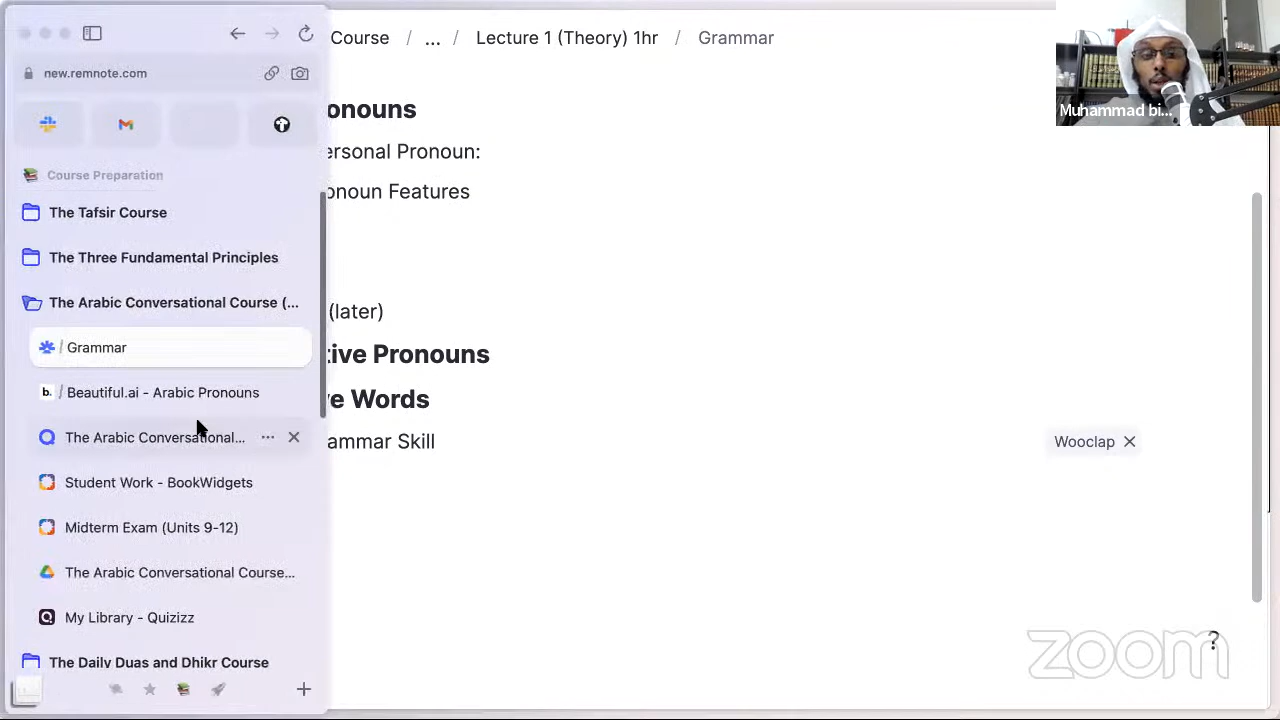 new.remnote.com
Course Preparation
The Tafsir Course
The Three Fundamental Principles
The Arabic Conversational Course (...
/ Grammar
/ Beautiful.ai - Arabic Pronouns
The Arabic Conversational...
Student Work - BookWidgets
Midterm Exam (Units 9-12)
The Arabic Conversational Course...
My Library - Quizizz
The Daily Duas and Dhikr Course
Course / ... / Lecture 1 (Theory) 1hr / Grammar
onouns
ersonal Pronoun:
onoun Features
(later)
tive Pronouns
e Words
ammar Skill
Wooclap
Muhammad bi...
zoom
?